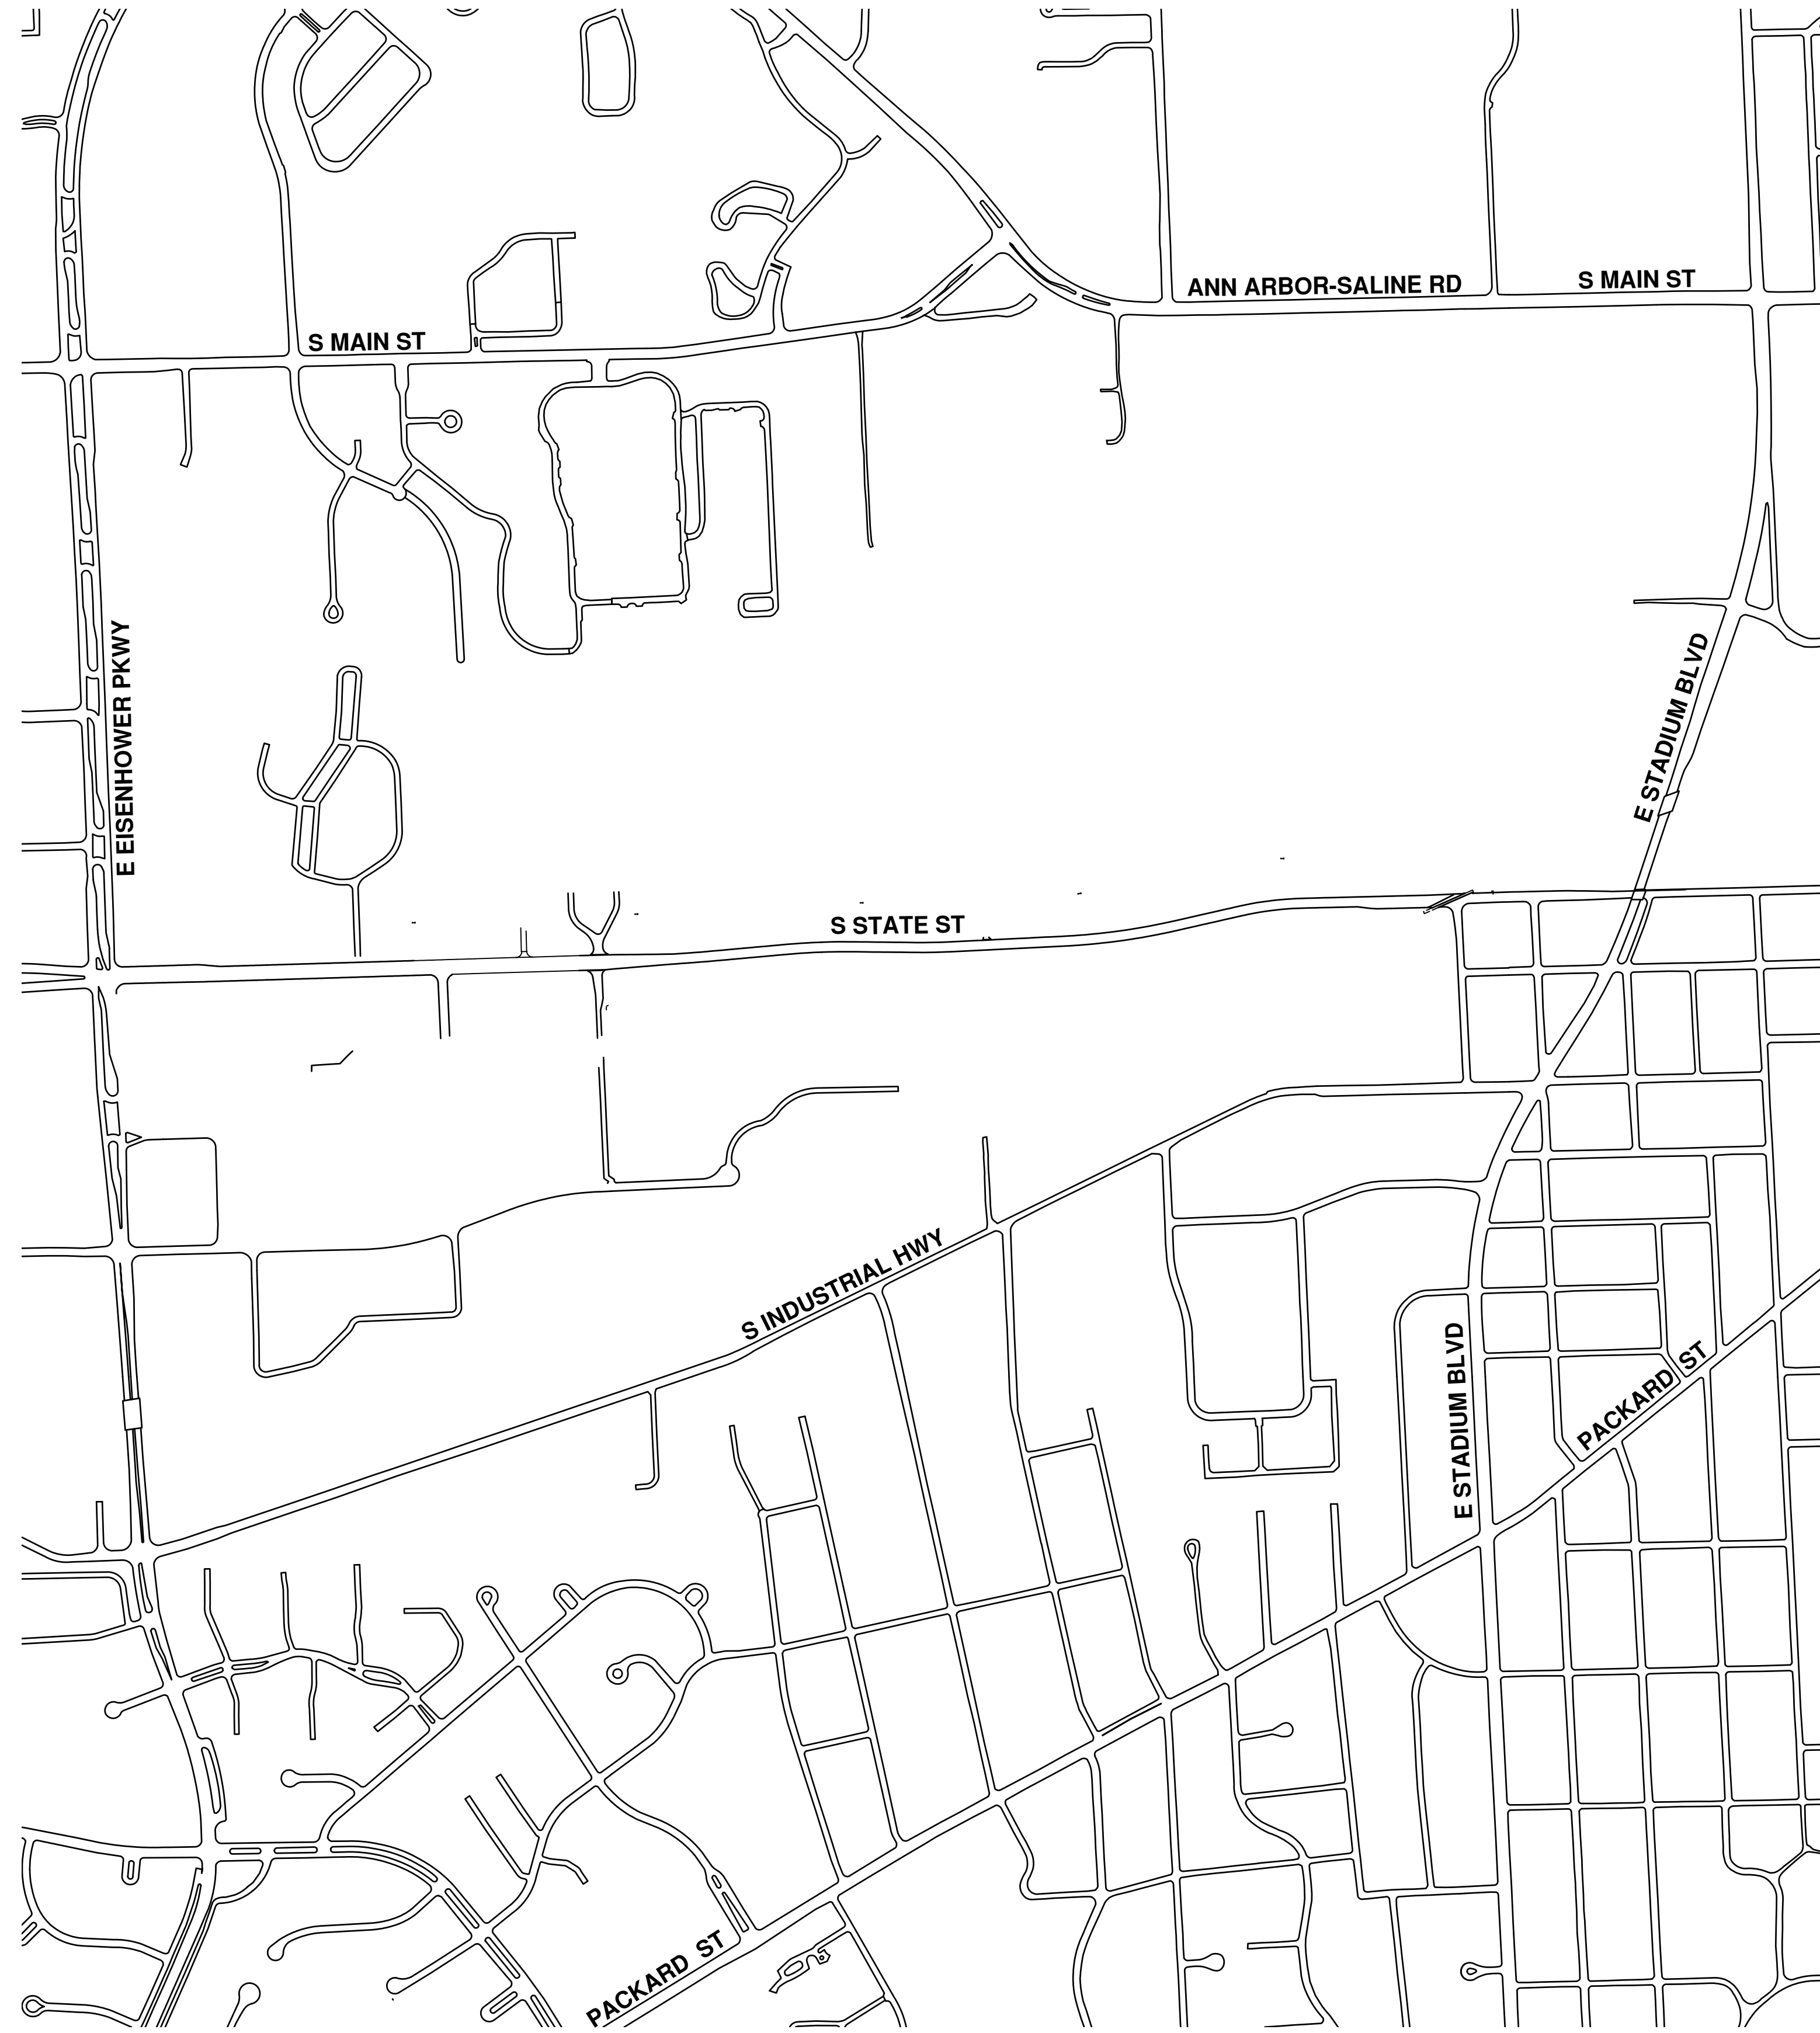 S MAIN ST
ANN ARBOR-SALINE RD
S MAIN ST
E EISENHOWER PKWY
E STADIUM BLVD
S STATE ST
S INDUSTRIAL HWY
E STADIUM BLVD
PACKARD ST
PACKARD ST